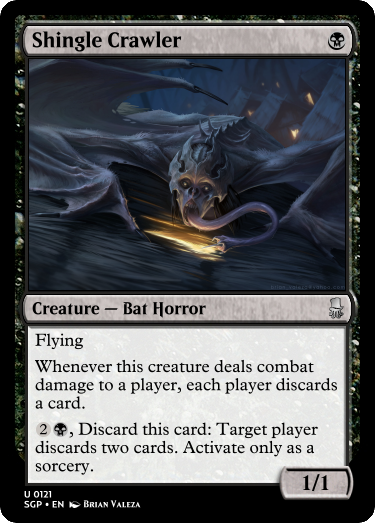 Shingle Crawler
Creature — Bat Horror
Flying
Whenever this creature deals combat
damage to a player, each player discards
a card.
2, Discard this card: Target player
discards two cards. Activate only as a
sorcery.
1/1
U 0121
SGP • EN Brian Valeza